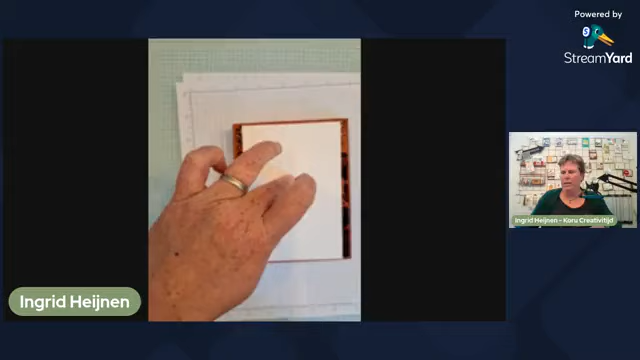 Powered by
StreamYard
Ingrid Heijnen - Koru Creativitijd
Ingrid Heijnen